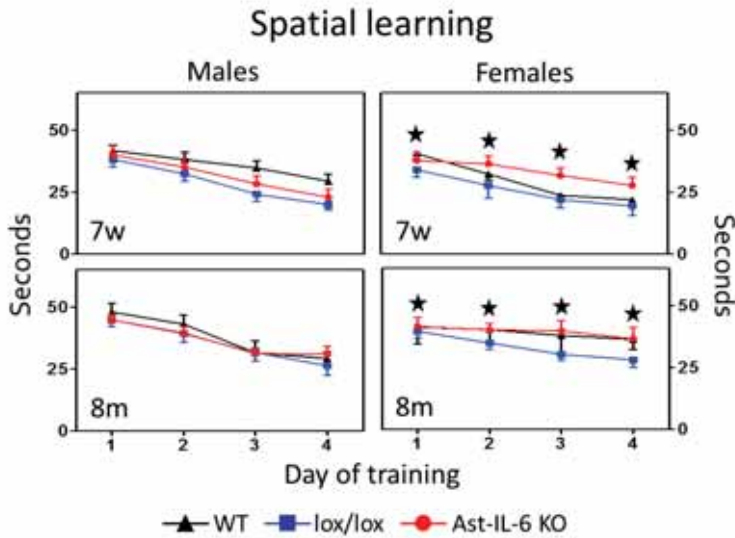 Spatial learning
Males Females
50 50
25 25
0 7w 7w 0
Seconds Seconds
50 50
25 25
0 8m 8m 0
1 2 3 4 1 2 3 4
Day of training
WT lox/lox Ast-IL-6 KO